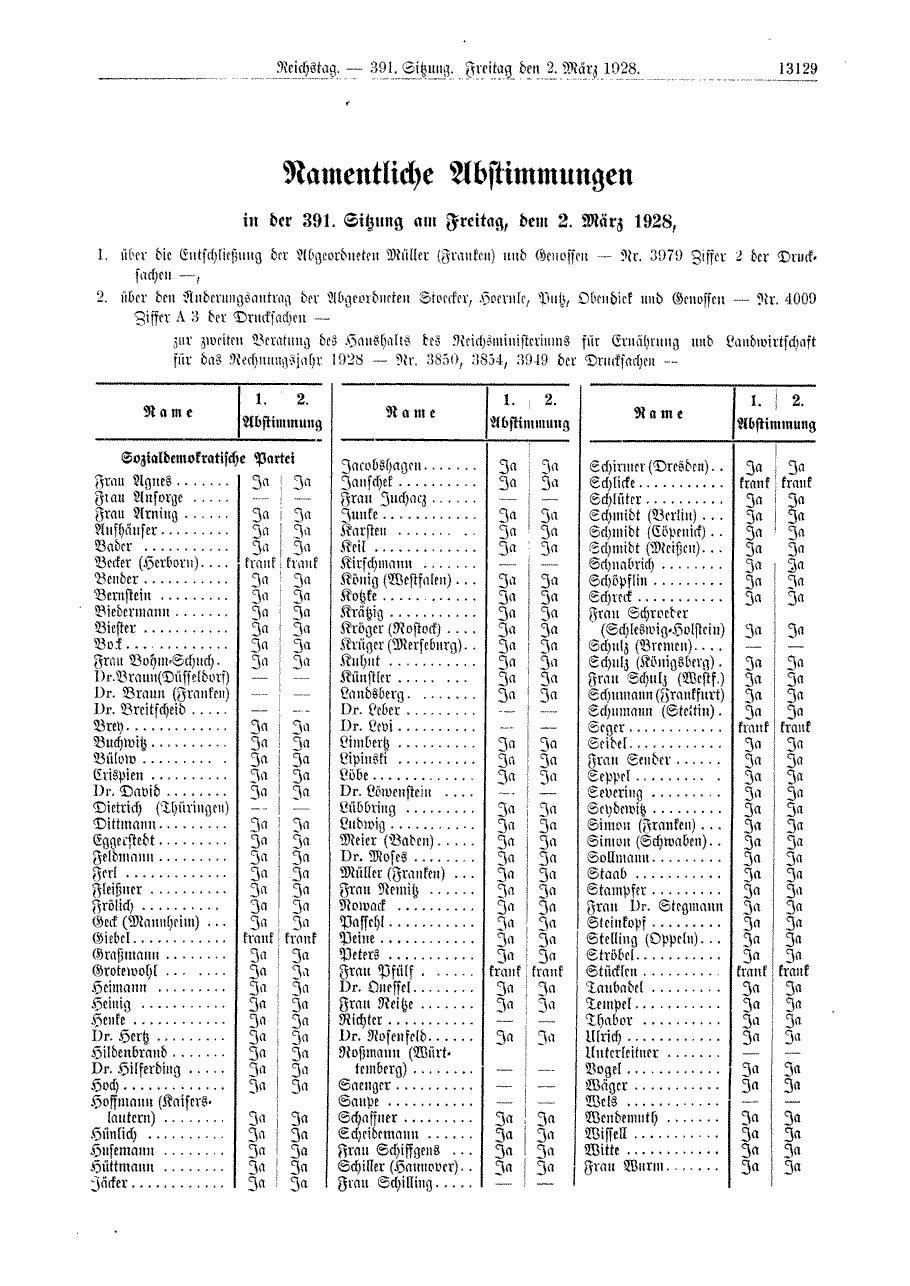 Reichstag. — 391. Sitzung. Freitag den 2. März 1928. 13129
Namentliche Abstimmungen
in der 391. Sitzung am Freitag, dem 2. März 1928,
1. über die Entschließung der Abgeordneten Müller (Franken) und Genossen — Nr. 3979 Ziffer 2 der Druck-
sachen —,
2. über den Änderungsantrag der Abgeordneten Stoecker, Hoernle, Putz, Obendiek und Genossen — Nr. 4009
Ziffer A 3 der Drucksachen —
zur zweiten Beratung des Haushalts des Reichsministeriums für Ernährung und Landwirtschaft
für das Rechnungsjahr 1928 — Nr. 3850, 3854, 3949 der Drucksachen —
Name 1. 2. Abstimmung
Sozialdemokratische Partei
Frau Agnes ....... Ja Ja
Frau Ansorge ..... — —
Frau Arning ...... Ja Ja
Aufhäuser ......... Ja Ja
Bader .......... Ja Ja
Becker (Herborn).... krank krank
Bender .......... Ja Ja
Bernstein ......... Ja Ja
Biedermann ....... Ja Ja
Biester .......... Ja Ja
Bock ............ Ja Ja
Frau Bohm-Schuch. Ja Ja
Dr. Braun (Düsseldorf) — —
Dr. Braun (Franken) — —
Dr. Breitscheid ..... — —
Brey............ Ja Ja
Buchwitz .......... Ja Ja
Bülow .......... Ja Ja
Crispien .......... Ja Ja
Dr. David ........ Ja Ja
Dietrich (Thüringen) — —
Dittmann......... Ja Ja
Eggerstedt......... Ja Ja
Feldmann ......... Ja Ja
Ferl ............ Ja Ja
Fleißner .......... Ja Ja
Frölich .......... Ja Ja
Geck (Mannheim) ... Ja Ja
Giebel............ krank krank
Graßmann ........ Ja Ja
Grotewohl ........ Ja Ja
Heimann ......... Ja Ja
Heinig ........... Ja Ja
Henke ........... Ja Ja
Dr. Hertz ........ Ja Ja
Hildenbrand ....... Ja Ja
Dr. Hilferding ..... Ja Ja
Hoch ............ Ja Ja
Hoffmann (Kaisers-
lautern) ........ Ja Ja
Hünlich .......... Ja Ja
Husemann ........ Ja Ja
Hüttmann ........ Ja Ja
Jäcker............ Ja Ja
Name 1. 2. Abstimmung
Jacobshagen....... Ja Ja
Janschek .......... Ja Ja
Frau Juchacz ...... — —
Junke ............ Ja Ja
Karsten .......... Ja Ja
Keil ............. Ja Ja
Kirschmann ....... — —
König (Westfalen) ... Ja Ja
Kotzke ............ Ja Ja
Krätzig ........... Ja Ja
Kröger (Rostock) .... Ja Ja
Krüger (Merseburg) .. Ja Ja
Kuhnt ........... Ja Ja
Künstler .......... Ja Ja
Landsberg ........ Ja Ja
Dr. Leber ......... — —
Dr. Levi ......... — —
Limbertz .......... Ja Ja
Lipinski .......... Ja Ja
Löbe ............. Ja Ja
Dr. Löwenstein .... — —
Lübbring ......... Ja Ja
Ludwig ........... Ja Ja
Meier (Baden)..... Ja Ja
Dr. Moses ........ Ja Ja
Müller (Franken) ... Ja Ja
Frau Nemitz ...... Ja Ja
Nowack .......... Ja Ja
Passehl ........... Ja Ja
Peine ............ Ja Ja
Peters ........... Ja Ja
Frau Pfülf ....... krank krank
Dr. Quessel........ Ja Ja
Frau Reitze ....... Ja Ja
Richter ........... — —
Dr. Rosenfeld...... Ja Ja
Roßmann (Würt-
temberg) ........ — —
Saenger .......... — —
Saupe ........... — —
Schaffner ......... Ja Ja
Scheidemann ...... Ja Ja
Frau Schiffgens ... Ja Ja
Schiller (Hannover).. Ja Ja
Frau Schilling ..... — —
Name 1. 2. Abstimmung
Schirmer (Dresden).. Ja Ja
Schlicke ........... krank krank
Schlüter .......... Ja Ja
Schmidt (Berlin) ... Ja Ja
Schmidt (Cöpenick) .. Ja Ja
Schmidt (Meißen)... Ja Ja
Schnabrich ........ Ja Ja
Schöpflin ......... Ja Ja
Schreck ........... Ja Ja
Frau Schroeder
(Schleswig-Holstein) Ja Ja
Schulz (Bremen).... — —
Schulz (Königsberg) . Ja Ja
Frau Schulz (Westf.) Ja Ja
Schumann (Frankfurt) Ja Ja
Schumann (Stettin) . Ja Ja
Seger ............ krank krank
Seidel............ Ja Ja
Frau Sender ...... Ja Ja
Seppel ........... Ja Ja
Severing ......... Ja Ja
Seydewitz ......... Ja Ja
Simon (Franken) ... Ja Ja
Simon (Schwaben) .. Ja Ja
Sollmann......... Ja Ja
Staab ........... Ja Ja
Stampfer ......... Ja Ja
Frau Dr. Stegmann Ja Ja
Steinkopf ......... Ja Ja
Stelling (Oppeln)... Ja Ja
Ströbel........... Ja Ja
Stücklen .......... krank krank
Taubadel ......... Ja Ja
Tempel........... Ja Ja
Thabor .......... Ja Ja
Ulrich ........... Ja Ja
Unterleitner ....... — —
Vogel ........... Ja Ja
Wäger ........... Ja Ja
Wels ............ — —
Wendemuth ....... Ja Ja
Wissell ........... Ja Ja
Witte ............ Ja Ja
Frau Wurm....... Ja Ja